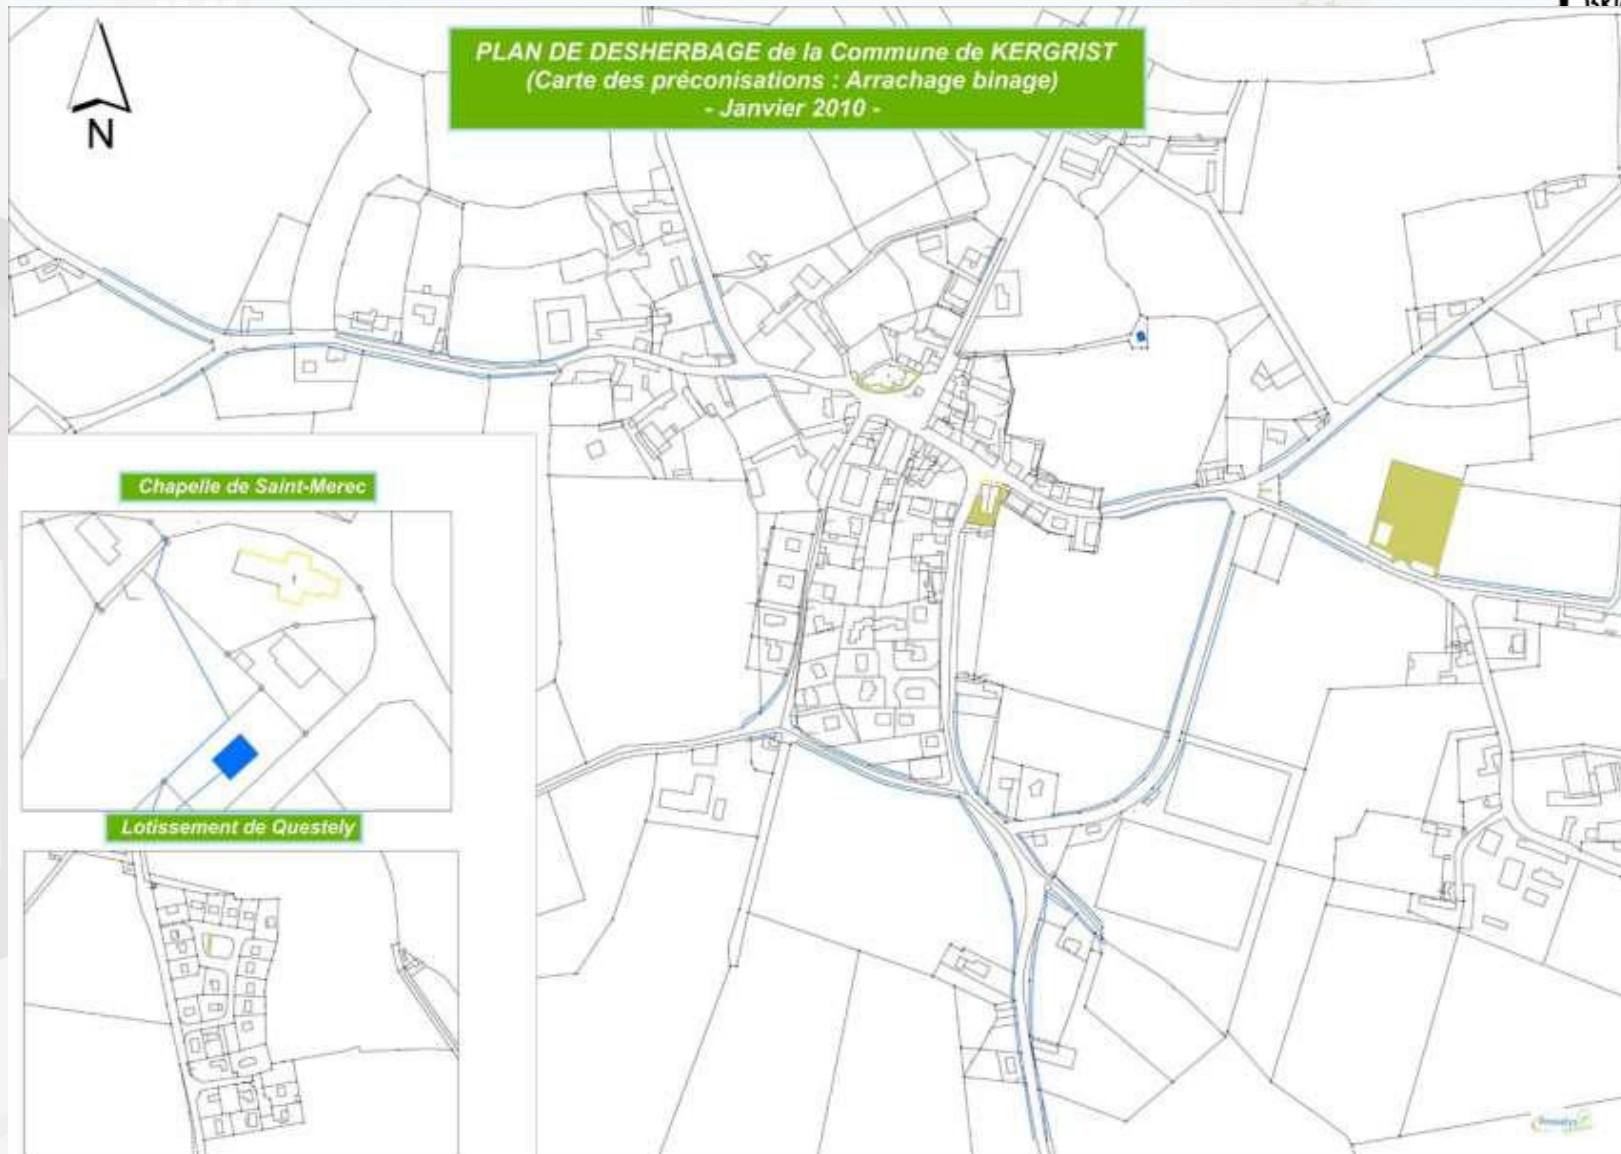 PLAN DE DESHERBAGE de la Commune de KERGRIST
(Carte des préconisations : Arrachage binage)
- Janvier 2010 -
N
Chapelle de Saint-Merec
Lotissement de Questely